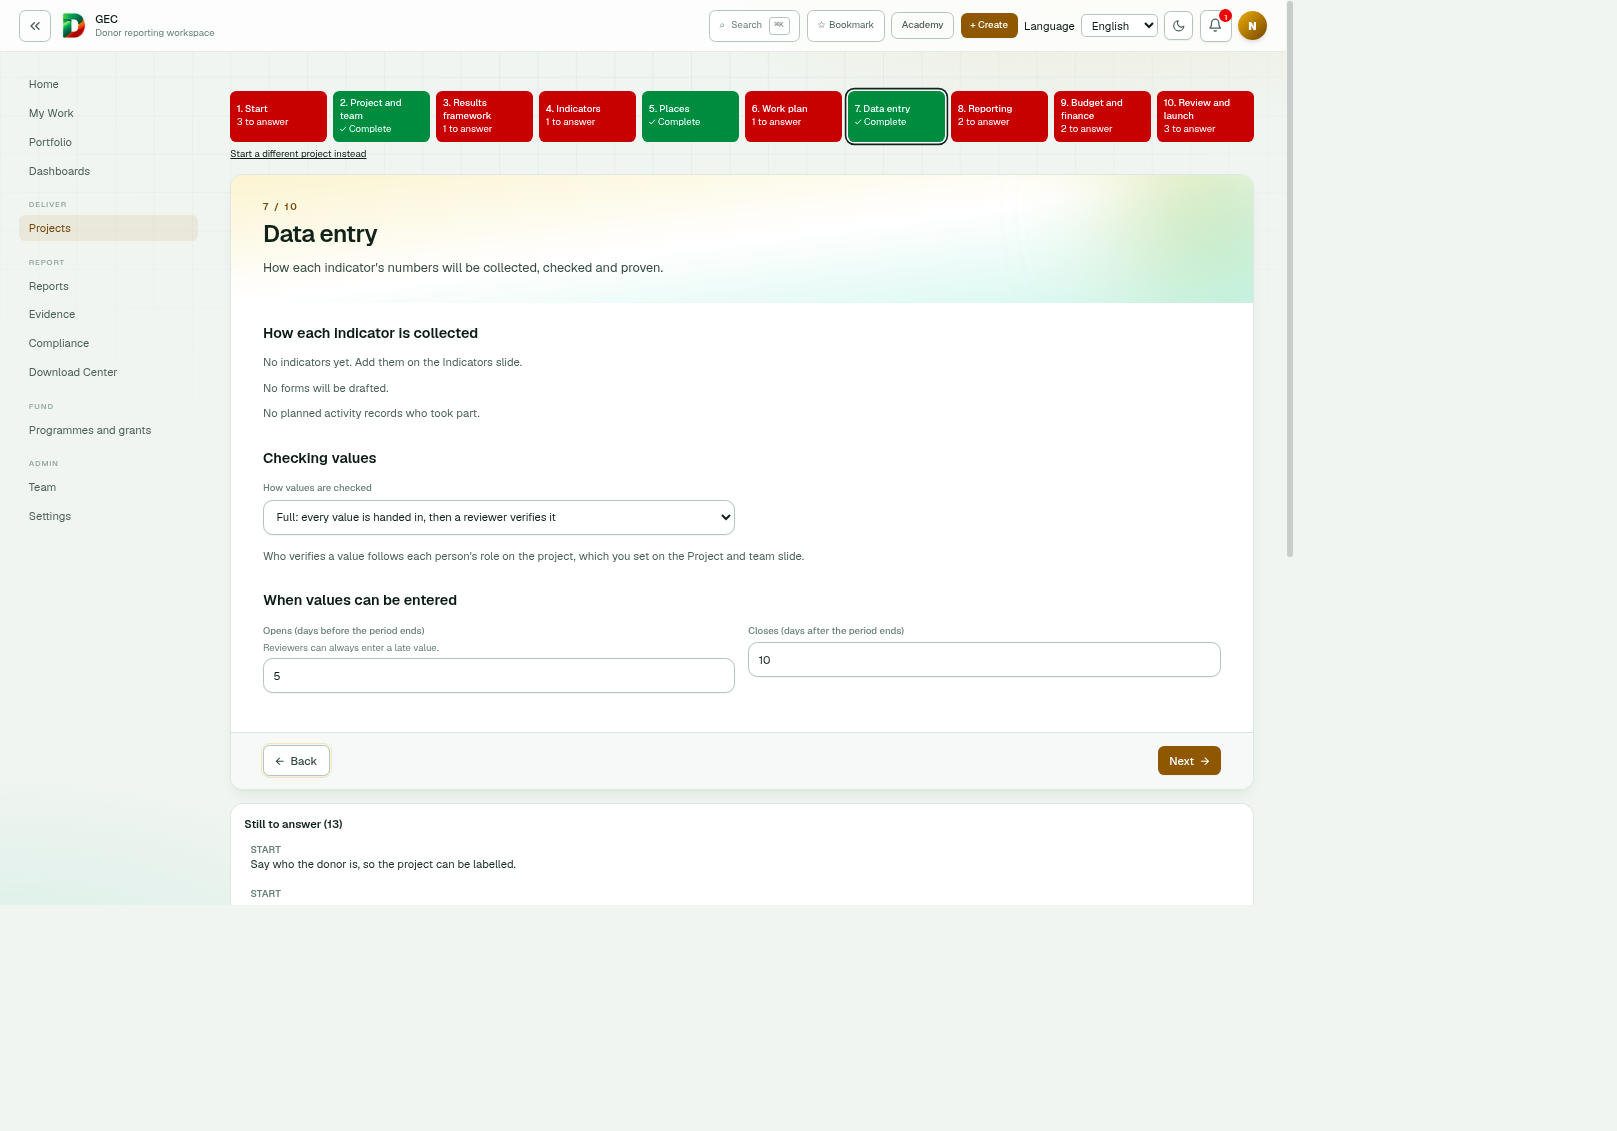 GEC
Donor reporting workspace
Search ⌘K
☆ Bookmark
Academy
+ Create
Language
English
1
N
Home
My Work
Portfolio
Dashboards
DELIVER
Projects
REPORT
Reports
Evidence
Compliance
Download Center
FUND
Programmes and grants
ADMIN
Team
Settings
1. Start
3 to answer
2. Project and
team
✓ Complete
3. Results
framework
1 to answer
4. Indicators
1 to answer
5. Places
✓ Complete
6. Work plan
1 to answer
7. Data entry
✓ Complete
8. Reporting
2 to answer
9. Budget and
finance
2 to answer
10. Review and
launch
3 to answer
Start a different project instead
7 / 10
Data entry
How each indicator's numbers will be collected, checked and proven.
How each indicator is collected
No indicators yet. Add them on the Indicators slide.
No forms will be drafted.
No planned activity records who took part.
Checking values
How values are checked
Full: every value is handed in, then a reviewer verifies it
Who verifies a value follows each person's role on the project, which you set on the Project and team slide.
When values can be entered
Opens (days before the period ends)
Reviewers can always enter a late value.
5
Closes (days after the period ends)
10
← Back
Next →
Still to answer (13)
START
Say who the donor is, so the project can be labelled.
START